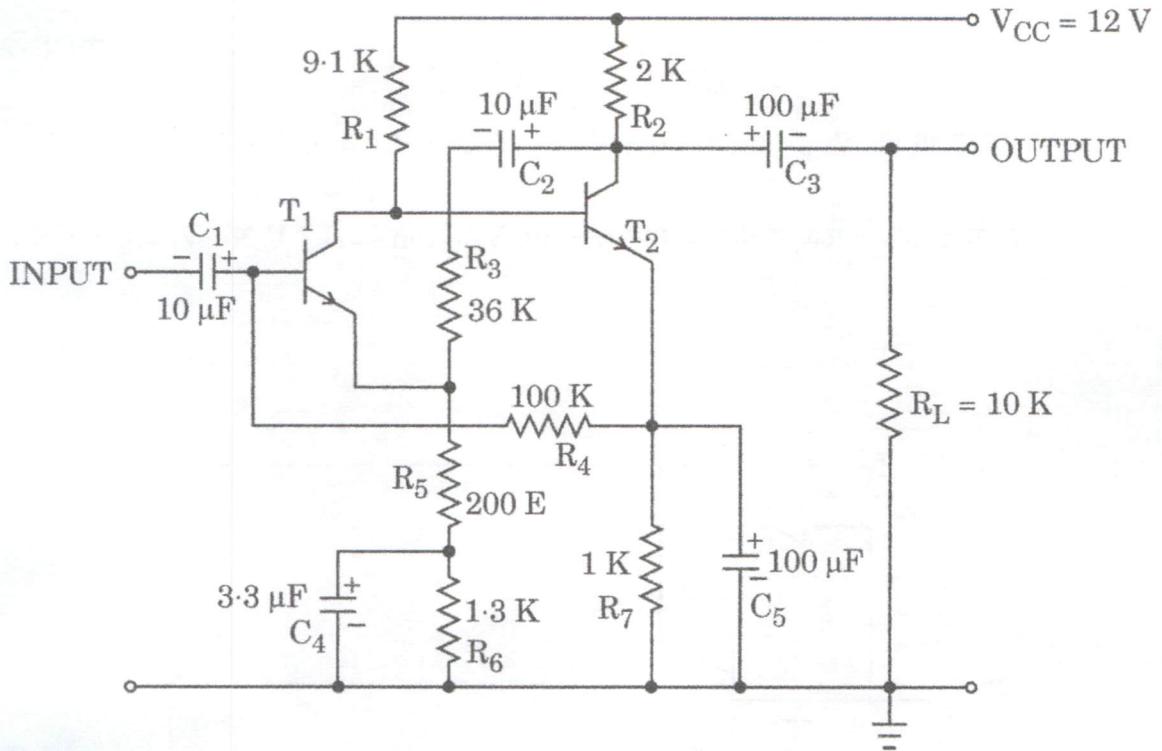 V_CC = 12 V
9·1 K
R_1
2 K
R_2
10 µF
− +
C_2
100 µF
+ −
C_3
OUTPUT
T_1
T_2
C_1
− +
INPUT
10 µF
R_3
36 K
100 K
R_4
R_L = 10 K
R_5
200 E
3·3 µF
+
−
C_4
1·3 K
R_6
1 K
R_7
+
−
100 µF
C_5